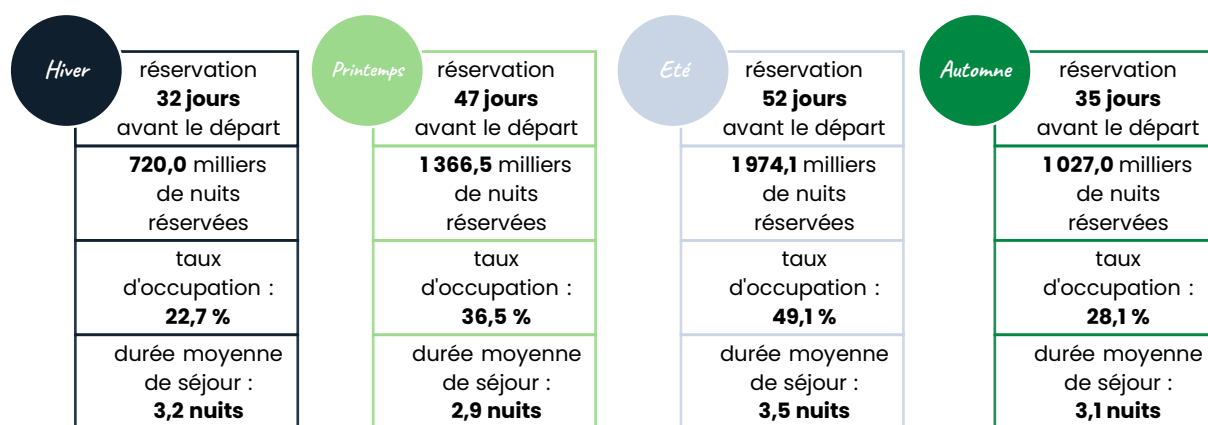 Hiver
réservation
32 jours
avant le départ
720,0 milliers
de nuits
réservées
taux
d'occupation :
22,7 %
durée moyenne
de séjour :
3,2 nuits
Printemps
réservation
47 jours
avant le départ
1 366,5 milliers
de nuits
réservées
taux
d'occupation :
36,5 %
durée moyenne
de séjour :
2,9 nuits
Eté
réservation
52 jours
avant le départ
1 974,1 milliers
de nuits
réservées
taux
d'occupation :
49,1 %
durée moyenne
de séjour :
3,5 nuits
Automne
réservation
35 jours
avant le départ
1 027,0 milliers
de nuits
réservées
taux
d'occupation :
28,1 %
durée moyenne
de séjour :
3,1 nuits